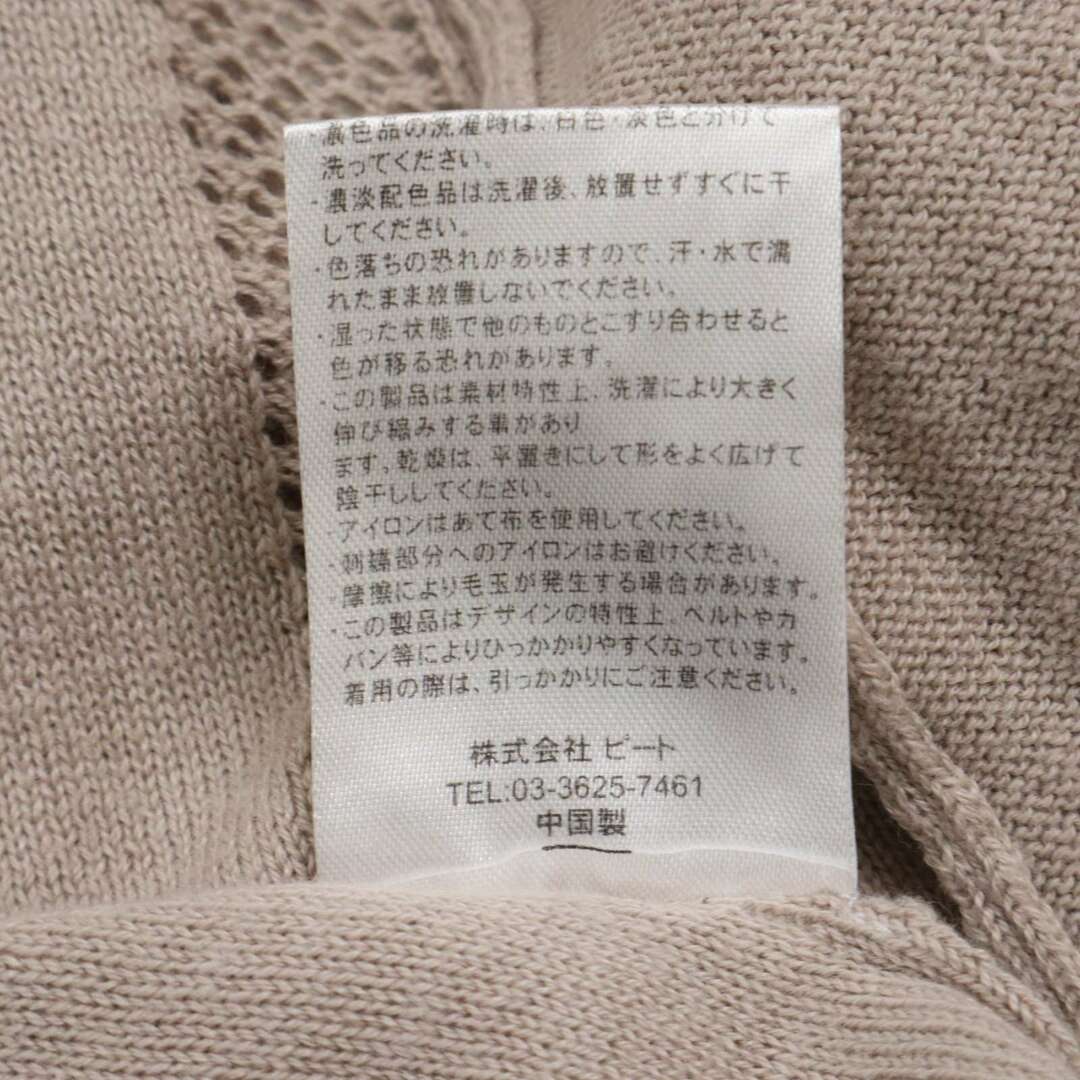 ・濃色品の洗濯時は、白色・淡色と分けて
洗ってください。
・濃淡配色品は洗濯後、放置せずすぐに干
してください。
・色落ちの恐れがありますので、汗・水で濡
れたまま放置しないでください。
・湿った状態で他のものとこすり合わせると
色が移る恐れがあります。
・この製品は素材特性上、洗濯により大きく
伸び縮みする事があり
ます。乾燥は、平置きにして形をよく広げて
陰干ししてください。
・アイロンはあて布を使用してください。
・刺繍部分へのアイロンはお避けください。
・摩擦により毛玉が発生する場合があります。
・この製品はデザインの特性上、ベルトやカ
バン等によりひっかかりやすくなっています。
着用の際は、引っかかりにご注意ください。
株式会社 ピート
TEL:03-3625-7461
中国製